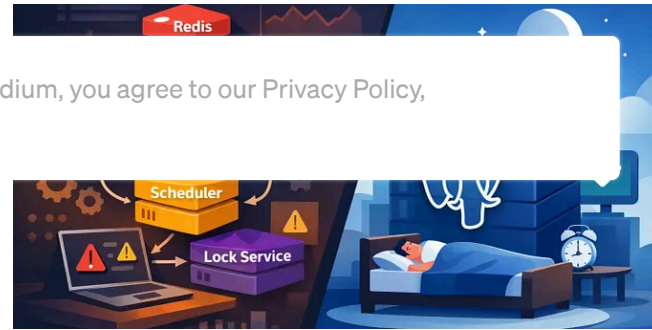 Redis
dium, you agree to our Privacy Policy,
Scheduler
Lock Service